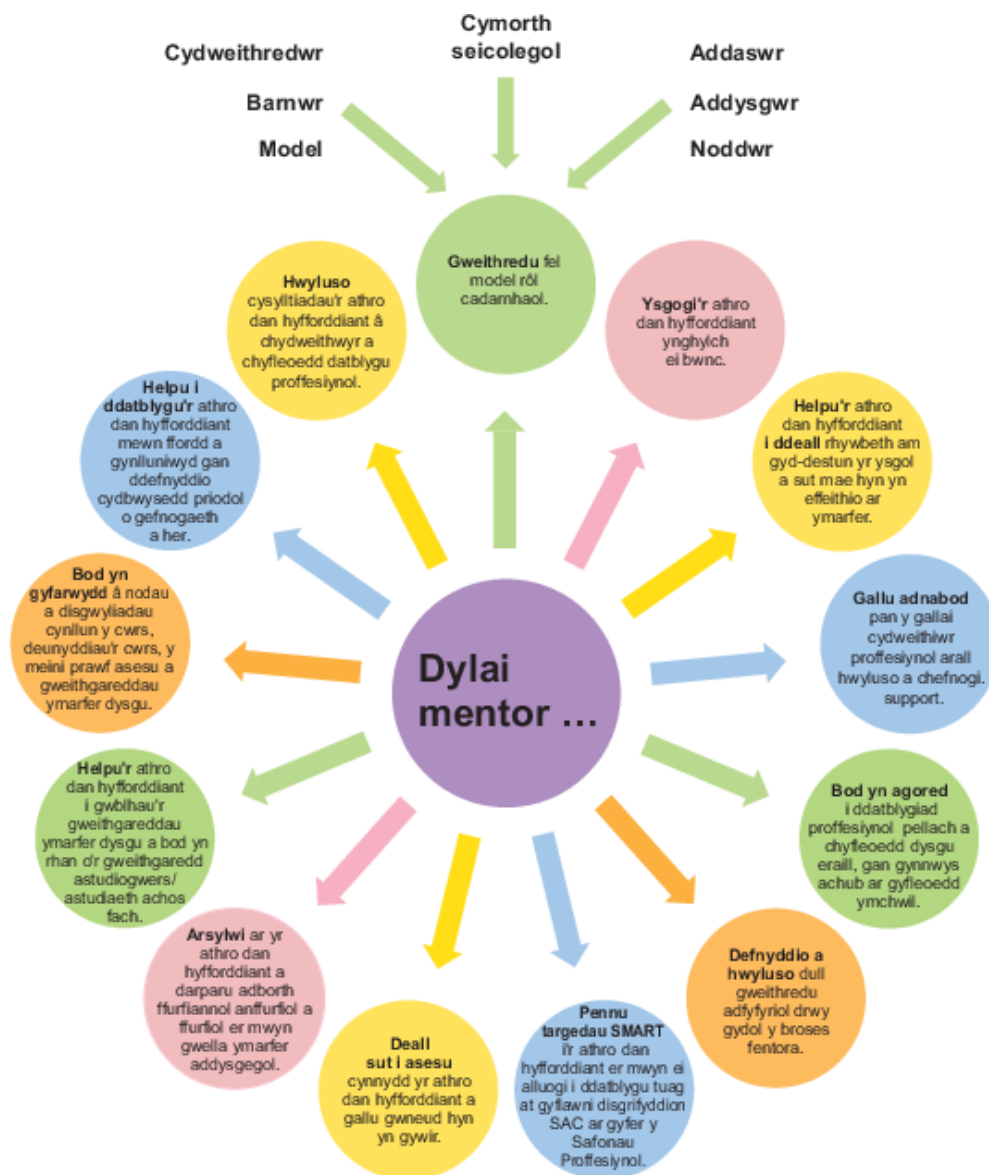 Cydweithredwr
Barnwr
Model
Cymorth
seicolegol
Addaswr
Addysgwr
Noddwr
Gweithredu fel
model rôl
cadarnhaol.
Ysgogi'r athro
dan hyfforddiant
ynghylch
ei bwnc.
Helpu'r athro
dan hyfforddiant
i ddeall rhywbeth am
gyd-destun yr ysgol
a sut mae hyn yn
effeithio ar
ymarfer.
Gallu adnabod
pan y gallai
cydweithiwr
proffesiynol arall
hwyluso a chefnogi.
support.
Bod yn agored
i ddatblygiad
proffesiynol pellach a
chyfleoedd dysgu
eraill, gan gynnwys
achub ar gyfleoedd
ymchwil.
Defnyddio a
hwyluso dull
gweithredu
adfyfyriol drwy
gydol y broses
fentora.
Pennu
targedau SMART
i'r athro dan
hyfforddiant er mwyn ei
alluogi i ddatblygu tuag
at gyflawni disgrifyddion
SAC ar gyfer y
Safonau
Proffesiynol.
Deall
sut i asesu
cynnydd yr athro
dan hyfforddiant a
gallu gwneud hyn
yn gywir.
Arsylwi ar yr
athro dan
hyfforddiant a
darparu adborth
ffurfiannol anffurfiol a
ffurfiol er mwyn
gwella ymarfer
addysgegol.
Helpu'r athro
dan hyfforddiant
i gwblhau'r
gweithgareddau
ymarfer dysgu a bod yn
rhan o'r gweithgaredd
astudiogwers/
astudiaeth achos
fach.
Bod yn
gyfarwydd â nodau
a disgwyliadau
cynllun y cwrs,
deunyddiau'r cwrs, y
meini prawf asesu a
gweithgareddau
ymarfer dysgu.
Helpu i
ddatblygu'r athro
dan hyfforddiant
mewn ffordd a
gynlluniwyd gan
ddefnyddio
cydbwysedd priodol
o gefnogaeth
a her.
Hwyluso
cysylltiadau'r athro
dan hyfforddiant â
chydweithwyr a
chyfleoedd datblygu
proffesiynol.
Dylai
mentor ...